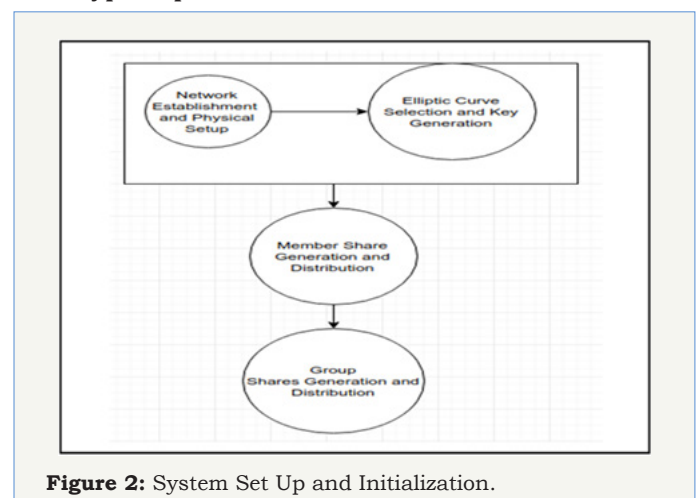 Network
Establishment
and Physical
Setup
Elliptic Curve
Selection and Key
Generation
Member Share
Generation and
Distribution
Group
Shares Generation and
Distribution
Figure 2: System Set Up and Initialization.